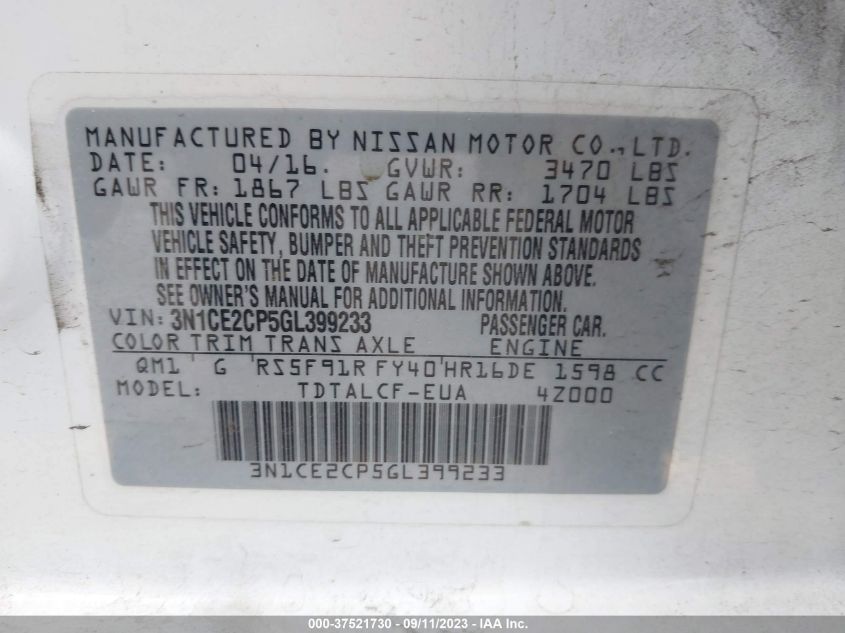 MANUFACTURED BY NISSAN MOTOR CO., LTD.
DATE: 04/16. GVWR: 3470 LBS
GAWR FR: 1867 LBS GAWR RR: 1704 LBS
THIS VEHICLE CONFORMS TO ALL APPLICABLE FEDERAL MOTOR
VEHICLE SAFETY, BUMPER AND THEFT PREVENTION STANDARDS
IN EFFECT ON THE DATE OF MANUFACTURE SHOWN ABOVE.
SEE OWNER'S MANUAL FOR ADDITIONAL INFORMATION.
VIN: 3N1CE2CP5GL399233 PASSENGER CAR.
COLOR TRIM TRANS AXLE ENGINE
QM1 ' G ' RS5F91R FY40'HR16DE 1598 CC
MODEL: TDTALCF-EUA 4Z000
3N1CE2CP5GL399233
000-37521730 - 09/11/2023 - IAA Inc.